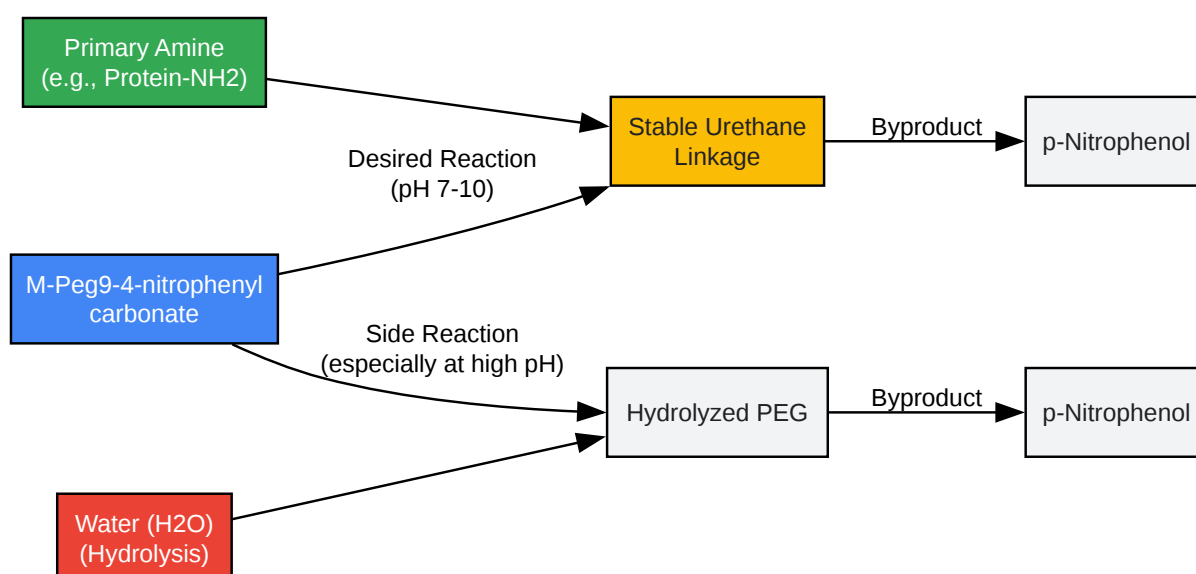 Primary Amine
(e.g., Protein-NH2)
Stable Urethane
Linkage
Byproduct
p-Nitrophenol
Desired Reaction
(pH 7-10)
M-Peg9-4-nitrophenyl
carbonate
Side Reaction
(especially at high pH)
Hydrolyzed PEG
Byproduct
p-Nitrophenol
Water (H2O)
(Hydrolysis)